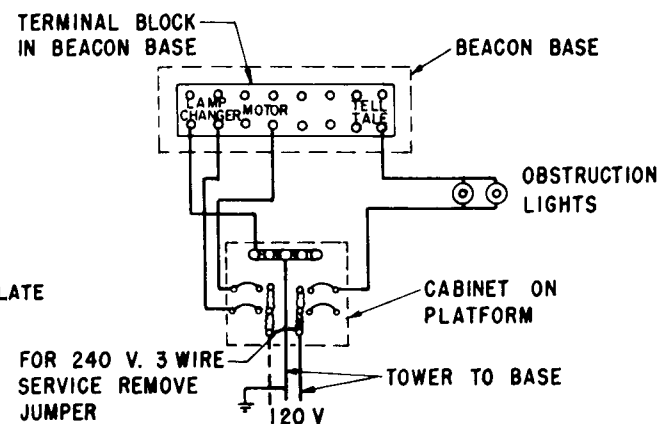 TERMINAL BLOCK
IN BEACON BASE
BEACON BASE
LAMP
CHANGER
MOTOR
TELL
TALE
OBSTRUCTION
LIGHTS
LATE
CABINET ON
PLATFORM
FOR 240 V. 3 WIRE
SERVICE REMOVE
JUMPER
TOWER TO BASE
120 V